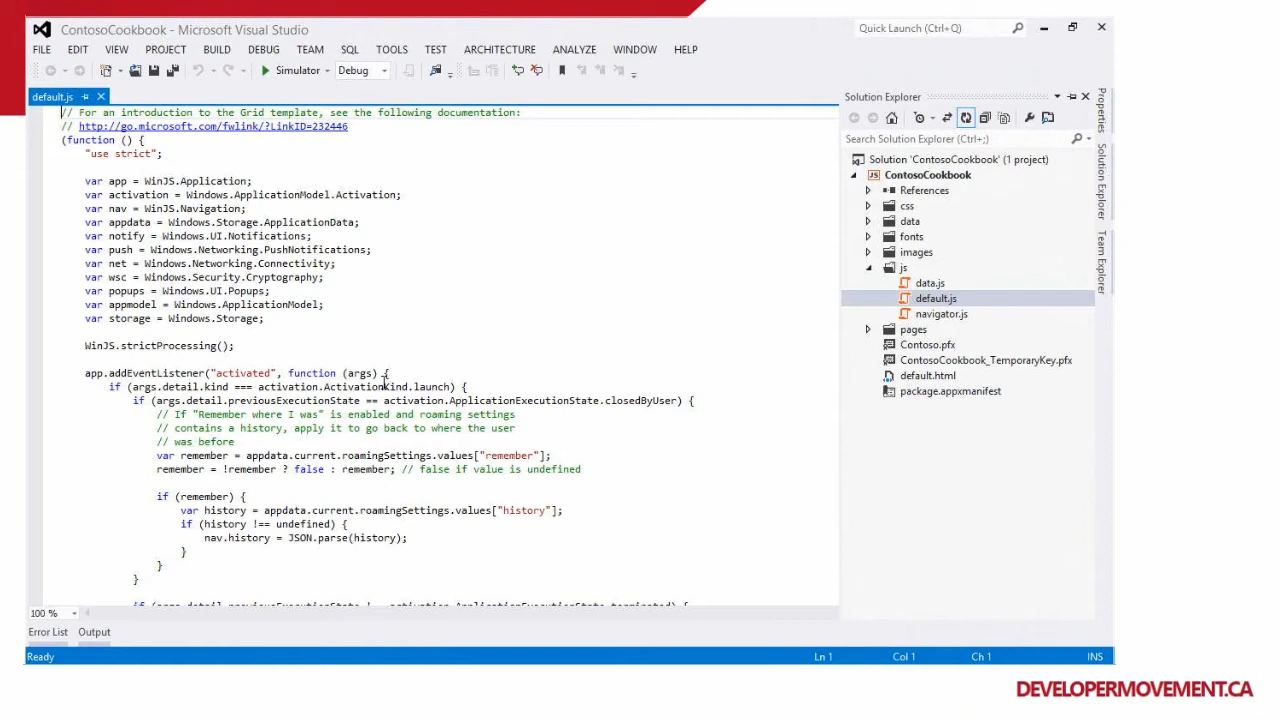 ContosoCookbook - Microsoft Visual Studio
Quick Launch (Ctrl+Q)
FILE EDIT VIEW PROJECT BUILD DEBUG TEAM SQL TOOLS TEST ARCHITECTURE ANALYZE WINDOW HELP
Simulator Debug
default.js
// For an introduction to the Grid template, see the following documentation:
// http://go.microsoft.com/fwlink/?LinkID=232446
(function () {
"use strict";
var app = WinJS.Application;
var activation = Windows.ApplicationModel.Activation;
var nav = WinJS.Navigation;
var appdata = Windows.Storage.ApplicationData;
var notify = Windows.UI.Notifications;
var push = Windows.Networking.PushNotifications;
var net = Windows.Networking.Connectivity;
var wsc = Windows.Security.Cryptography;
var popups = Windows.UI.Popups;
var appmodel = Windows.ApplicationModel;
var storage = Windows.Storage;
WinJS.strictProcessing();
app.addEventListener("activated", function (args) {
if (args.detail.kind === activation.ActivationKind.launch) {
if (args.detail.previousExecutionState == activation.ApplicationExecutionState.closedByUser) {
// If "Remember where I was" is enabled and roaming settings
// contains a history, apply it to go back to where the user
// was before
var remember = appdata.current.roamingSettings.values["remember"];
remember = !remember ? false : remember; // false if value is undefined
if (remember) {
var history = appdata.current.roamingSettings.values["history"];
if (history !== undefined) {
nav.history = JSON.parse(history);
}
}
}
100 %
Error List Output
Ready
Ln 1 Col 1 Ch 1 INS
Solution Explorer
Search Solution Explorer (Ctrl+;)
Solution 'ContosoCookbook' (1 project)
JS ContosoCookbook
References
css
data
fonts
images
js
data.js
default.js
navigator.js
pages
Contoso.pfx
ContosoCookbook_TemporaryKey.pfx
default.html
package.appxmanifest
Properties
Solution Explorer
Team Explorer
DEVELOPERMOVEMENT.CA